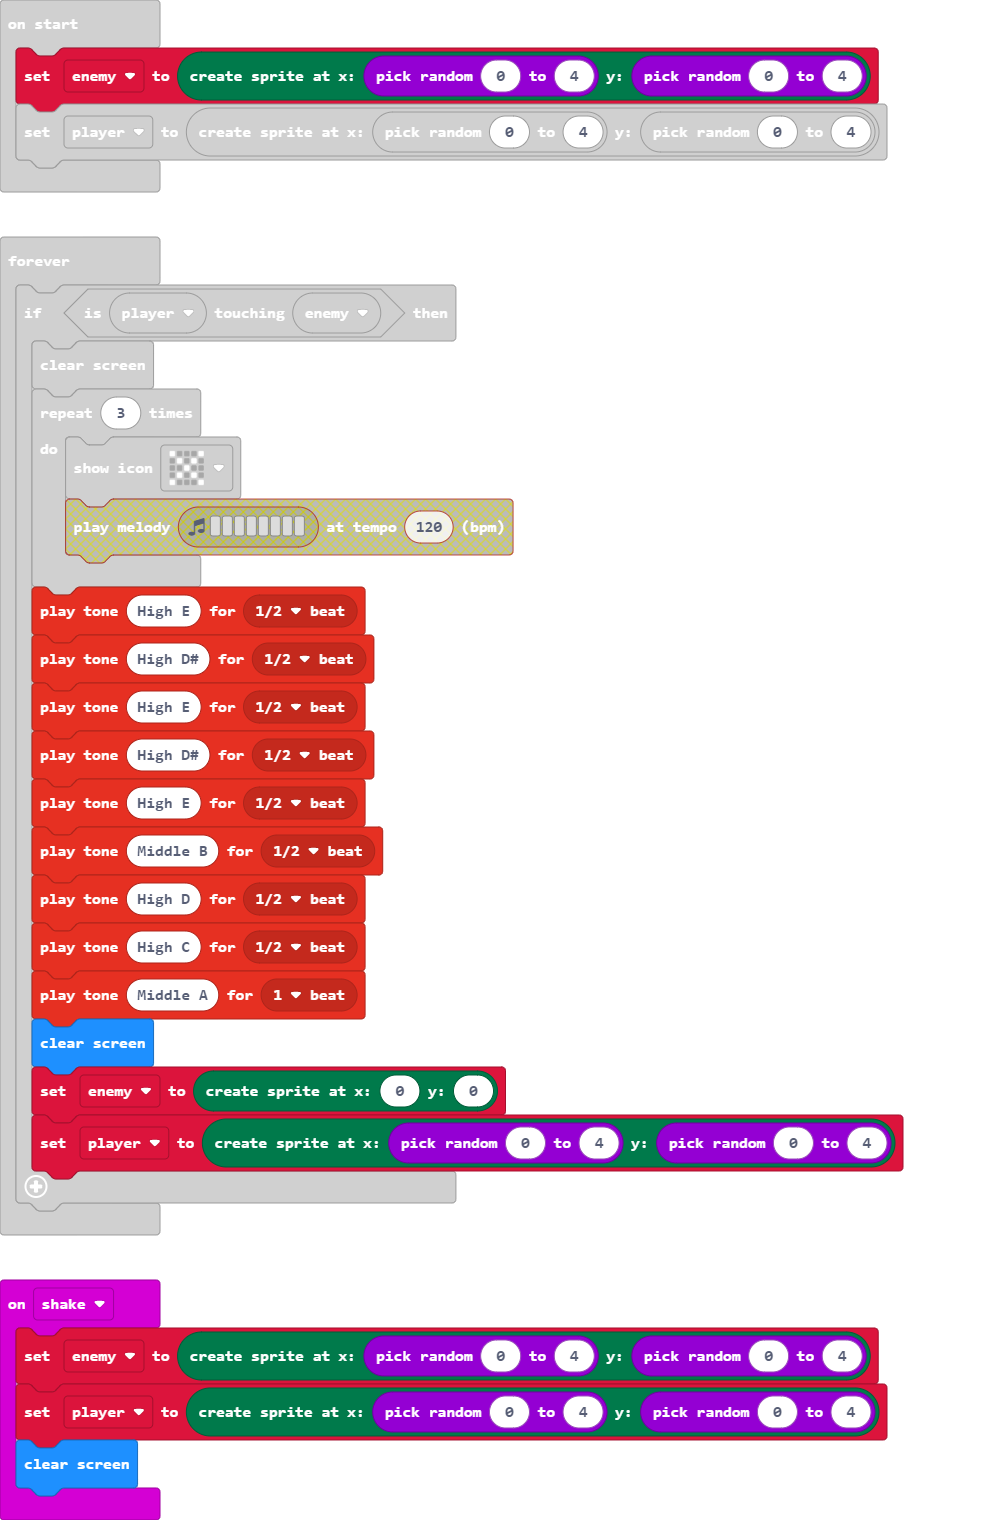 on start
set enemy to create sprite at x: pick random 0 to 4 y: pick random 0 to 4
set player to create sprite at x: pick random 0 to 4 y: pick random 0 to 4
forever
if is player touching enemy then
clear screen
repeat 3 times
do
show icon
play melody at tempo 120 (bpm)
play tone High E for 1/2 beat
play tone High D# for 1/2 beat
play tone High E for 1/2 beat
play tone High D# for 1/2 beat
play tone High E for 1/2 beat
play tone Middle B for 1/2 beat
play tone High D for 1/2 beat
play tone High C for 1/2 beat
play tone Middle A for 1 beat
clear screen
set enemy to create sprite at x: 0 y: 0
set player to create sprite at x: pick random 0 to 4 y: pick random 0 to 4
on shake
set enemy to create sprite at x: pick random 0 to 4 y: pick random 0 to 4
set player to create sprite at x: pick random 0 to 4 y: pick random 0 to 4
clear screen